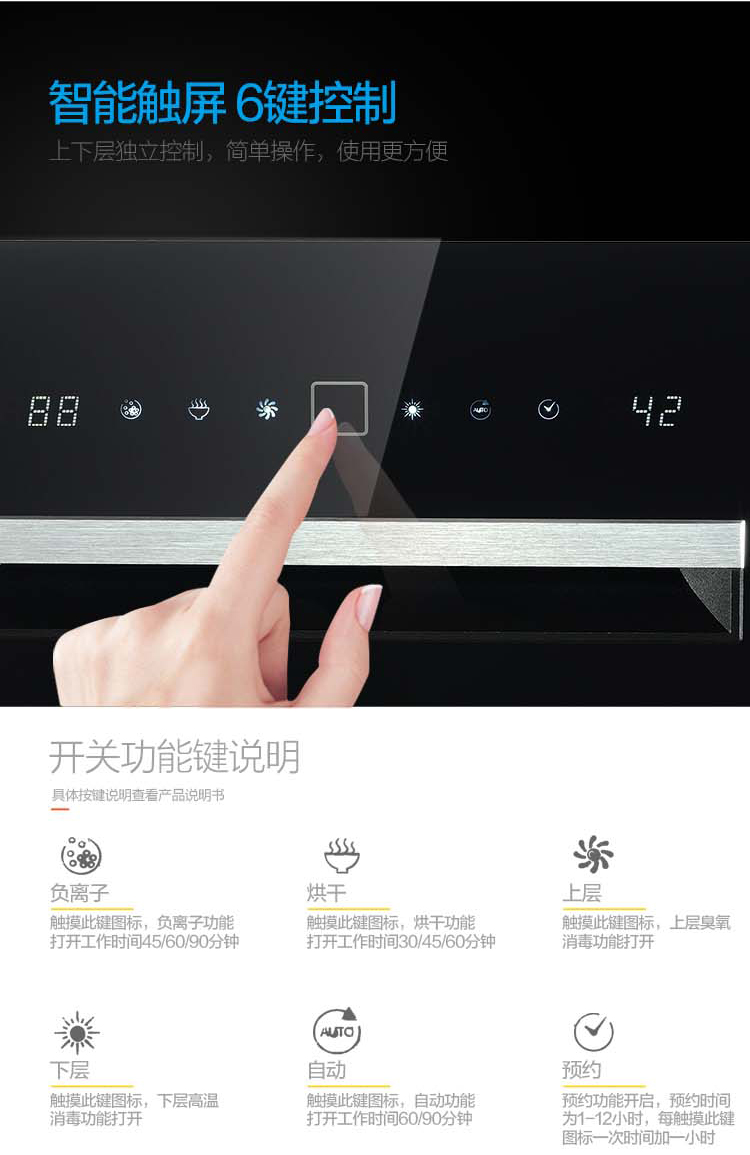 智能触屏 6键控制
上下层独立控制，简单操作，使用更方便
88
AUTO
42
开关功能键说明
具体按键说明查看产品说明书
负离子
触摸此键图标，负离子功能
打开工作时间45/60/90分钟
烘干
触摸此键图标，烘干功能
打开工作时间30/45/60分钟
上层
触摸此键图标，上层臭氧
消毒功能打开
下层
触摸此键图标，下层高温
消毒功能打开
AUTO
自动
触摸此键图标，自动功能
打开工作时间60/90分钟
预约
预约功能开启，预约时间
为1-12小时，每触摸此键
图标一次时间加一小时